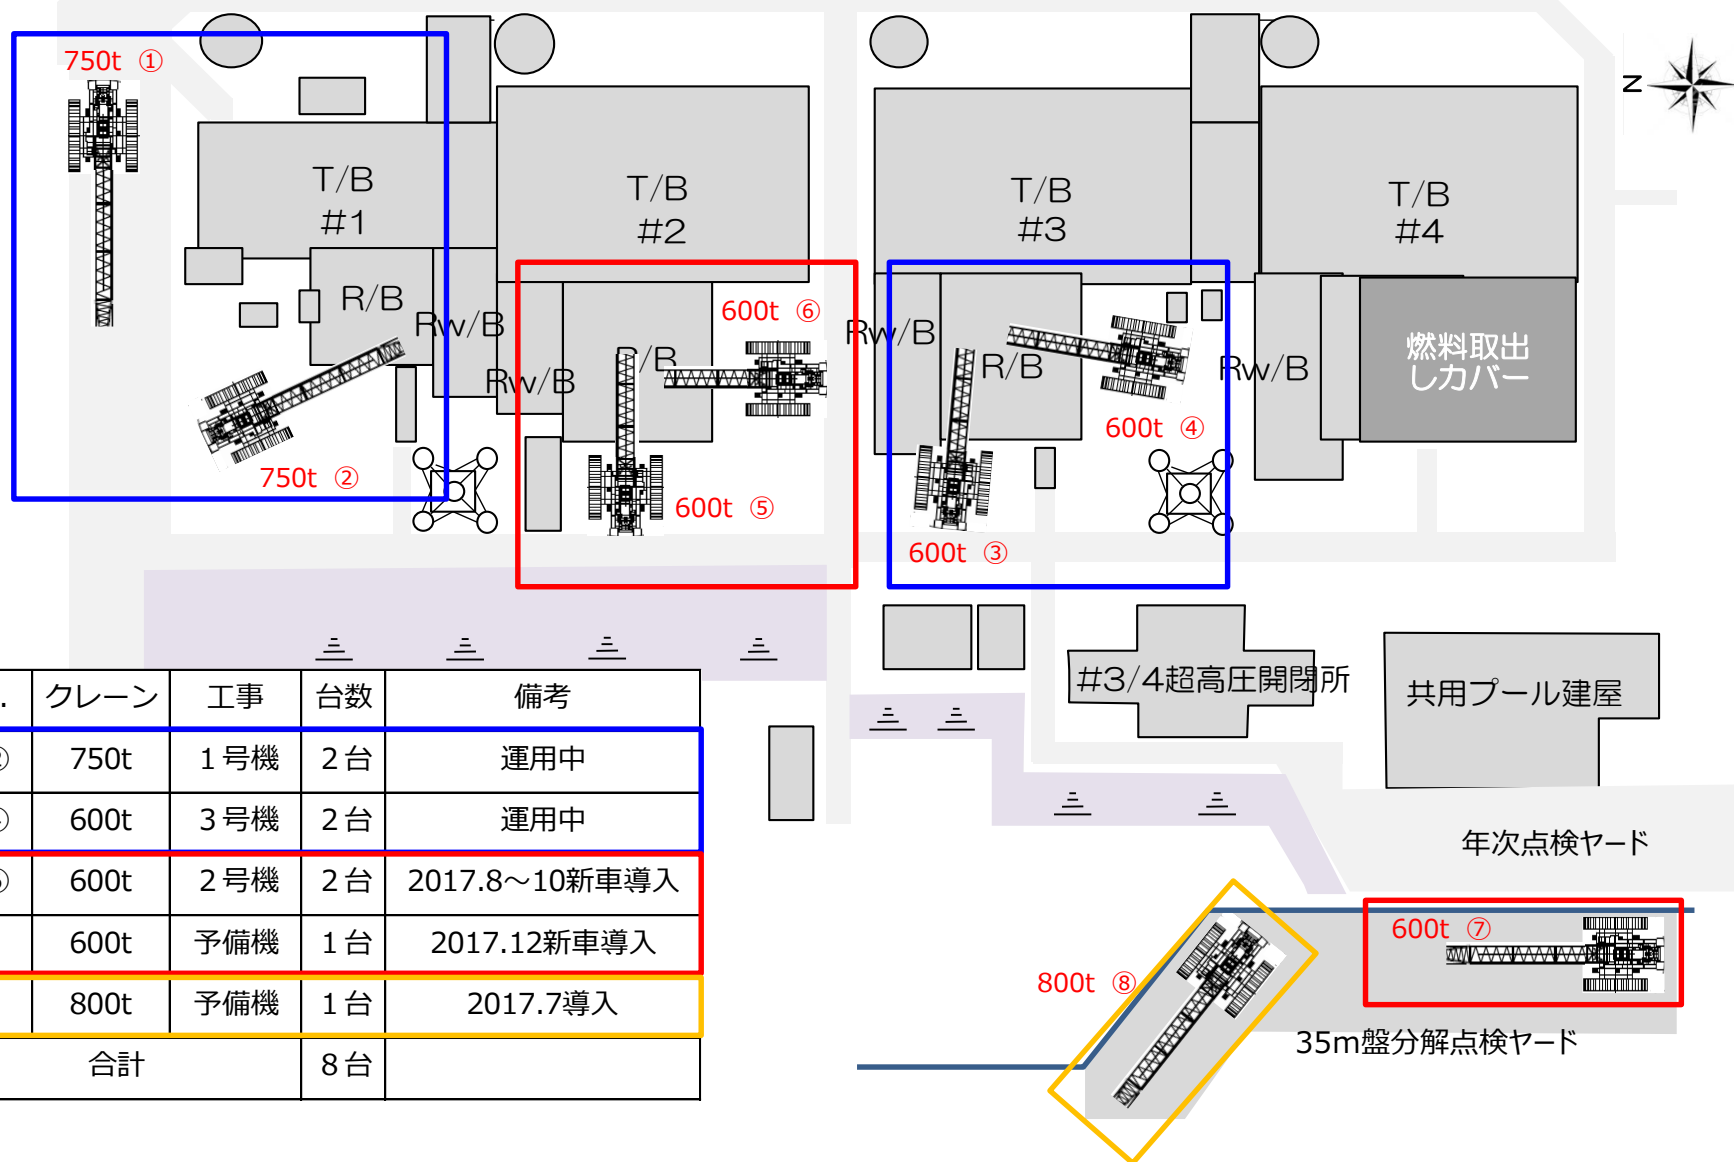 750t ①
N
T/B
#1
T/B
#2
T/B
#3
T/B
#4
R/B
Rw/B
Rw/B
R/B
600t ⑥
Rw/B
R/B
Rw/B
燃料取出
しカバー
750t ②
600t ⑤
600t ④
600t ③
#3/4超高圧開閉所
共用プール建屋
年次点検ヤード
600t ⑦
800t ⑧
35m盤分解点検ヤード
. クレーン 工事 台数 備考
750t 1号機 2台 運用中
600t 3号機 2台 運用中
600t 2号機 2台 2017.8～10新車導入
600t 予備機 1台 2017.12新車導入
800t 予備機 1台 2017.7導入
合計 8台